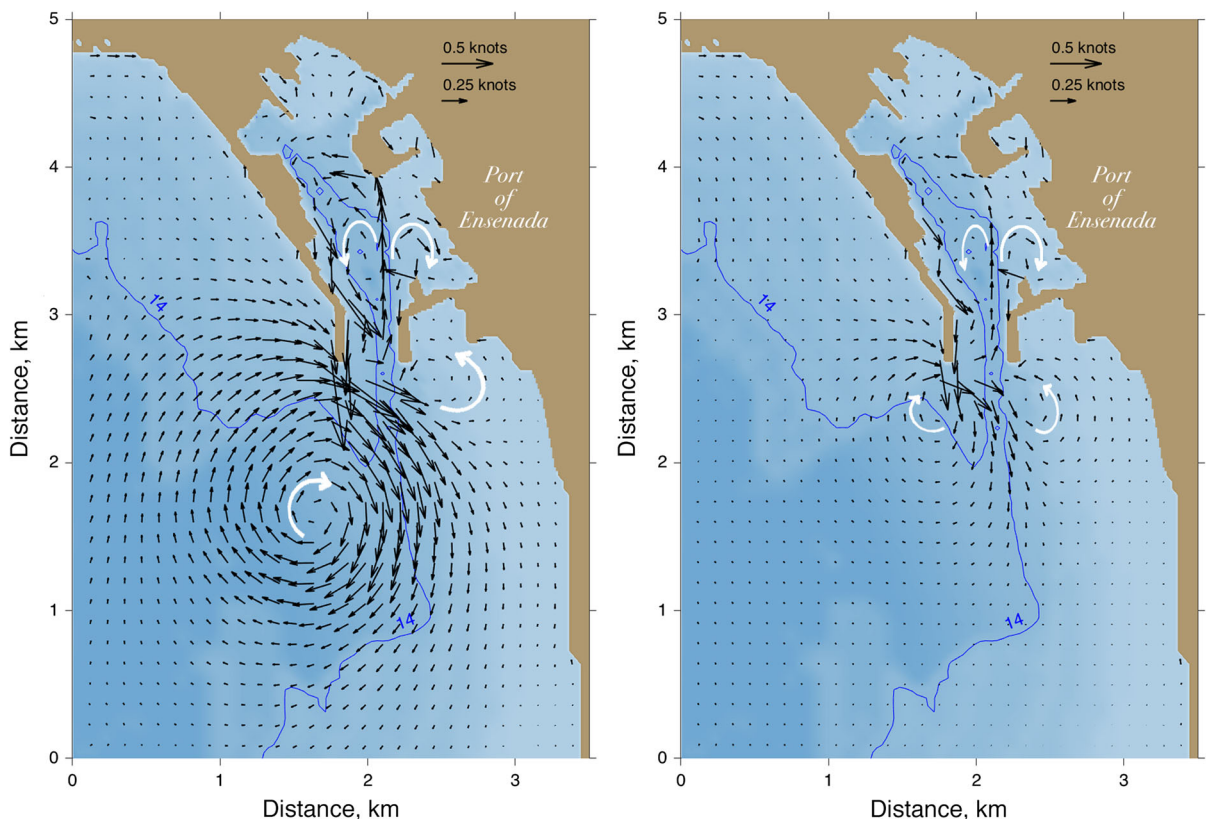 5
4
3
2
1
0
Distance, km
0
1
2
3
Distance, km
0.5 knots
0.25 knots
Port
of
Ensenada
14
14
5
4
3
2
1
0
Distance, km
0
1
2
3
Distance, km
0.5 knots
0.25 knots
Port
of
Ensenada
14
14